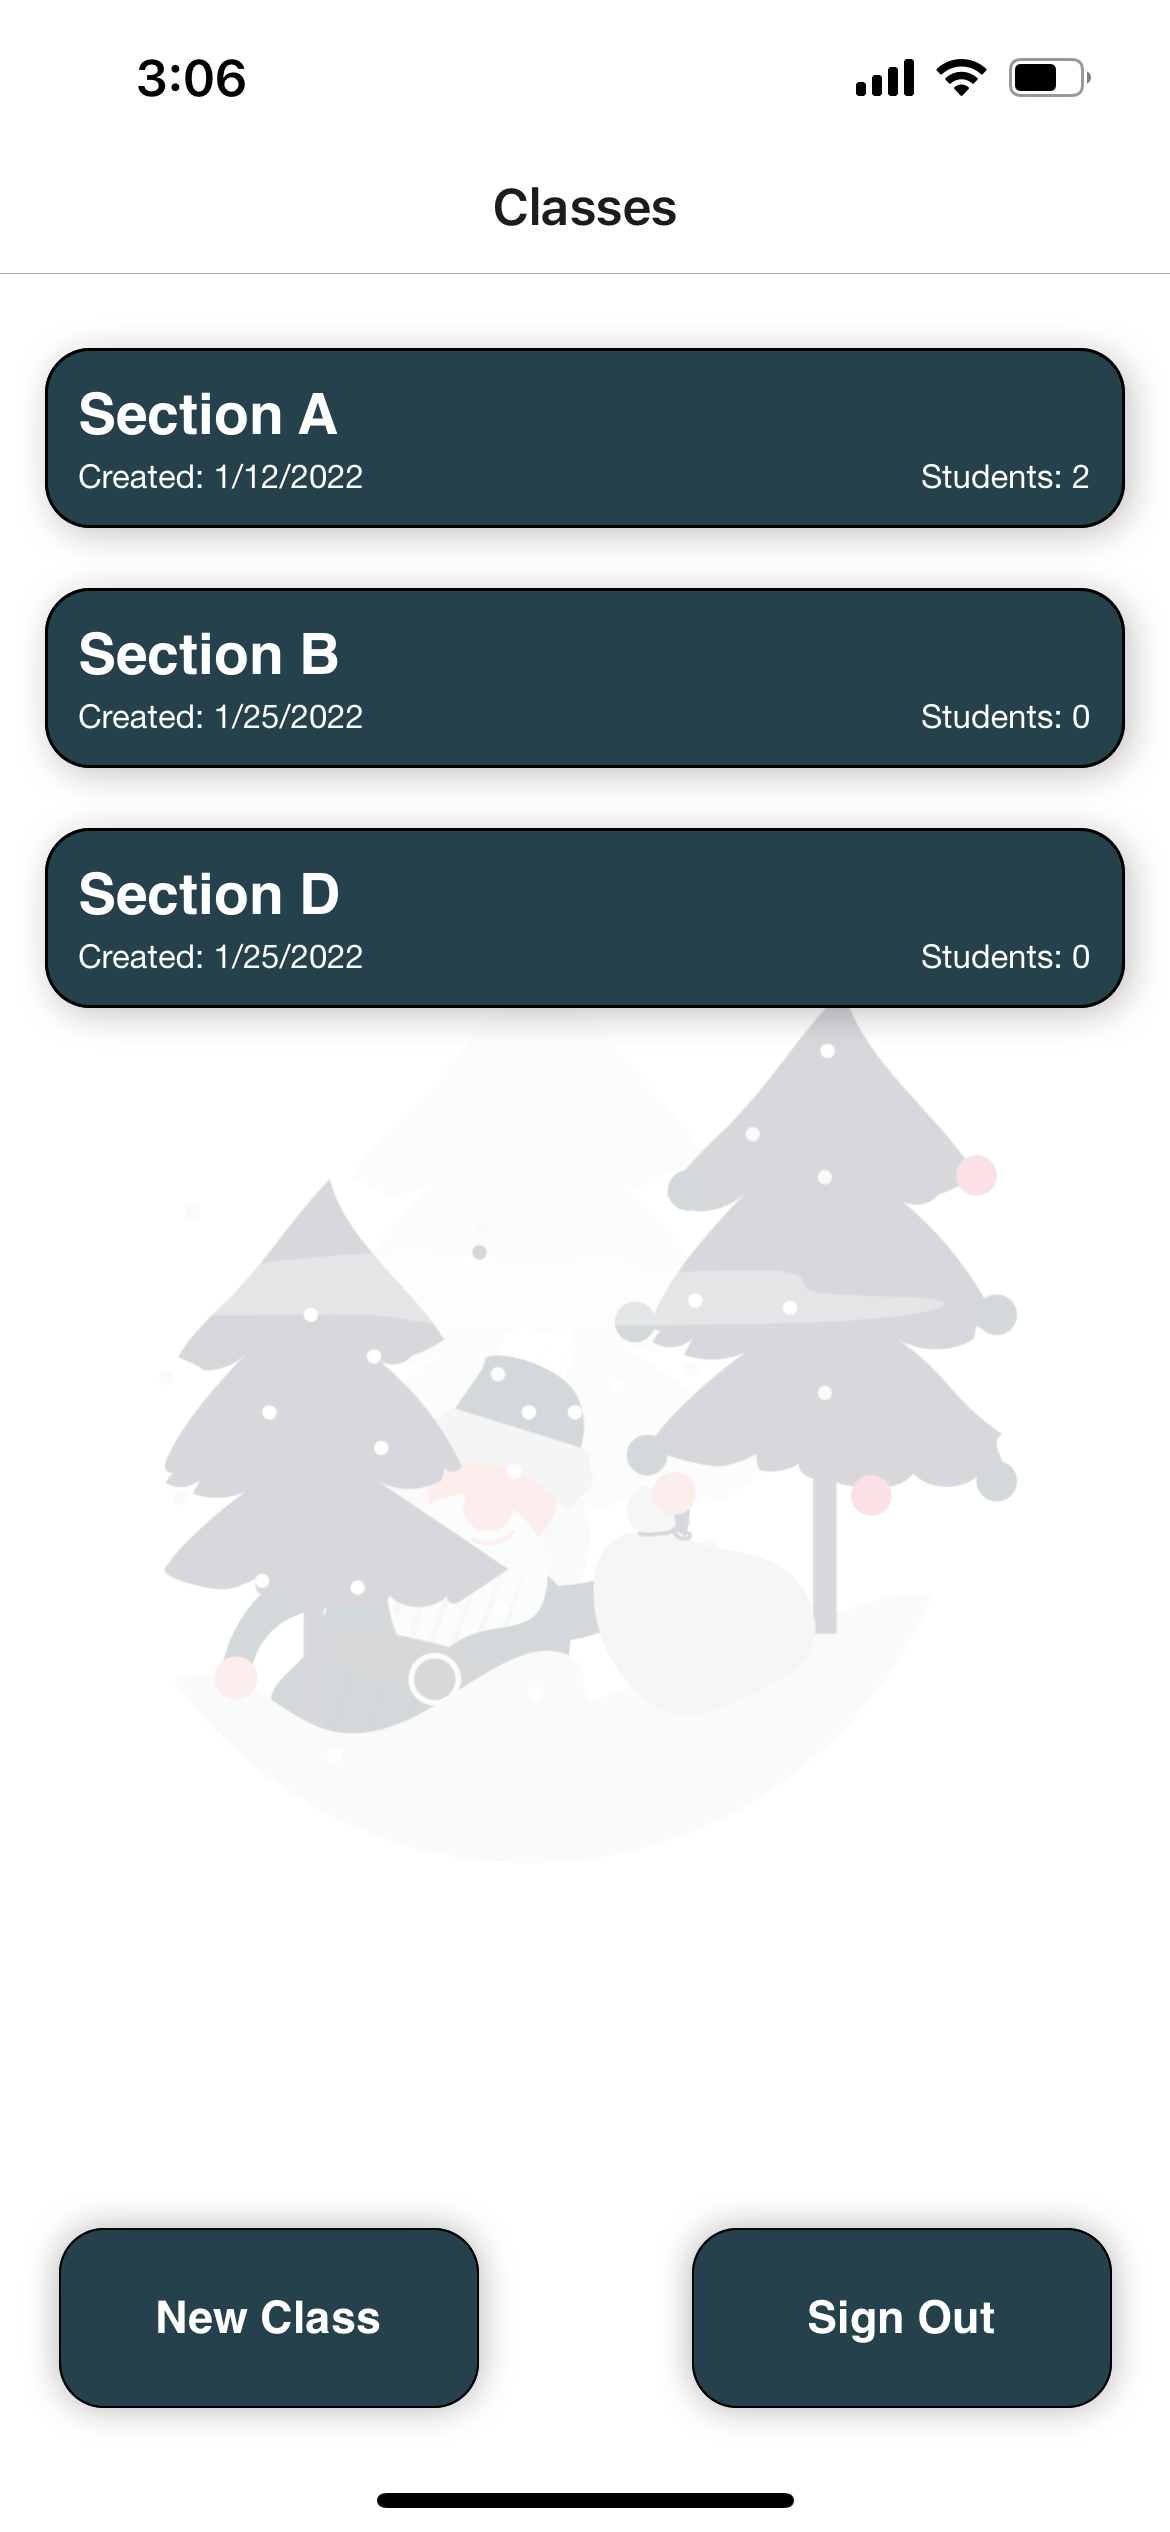 3:06
Classes
Section A
Created: 1/12/2022 Students: 2
Section B
Created: 1/25/2022 Students: 0
Section D
Created: 1/25/2022 Students: 0
New Class Sign Out